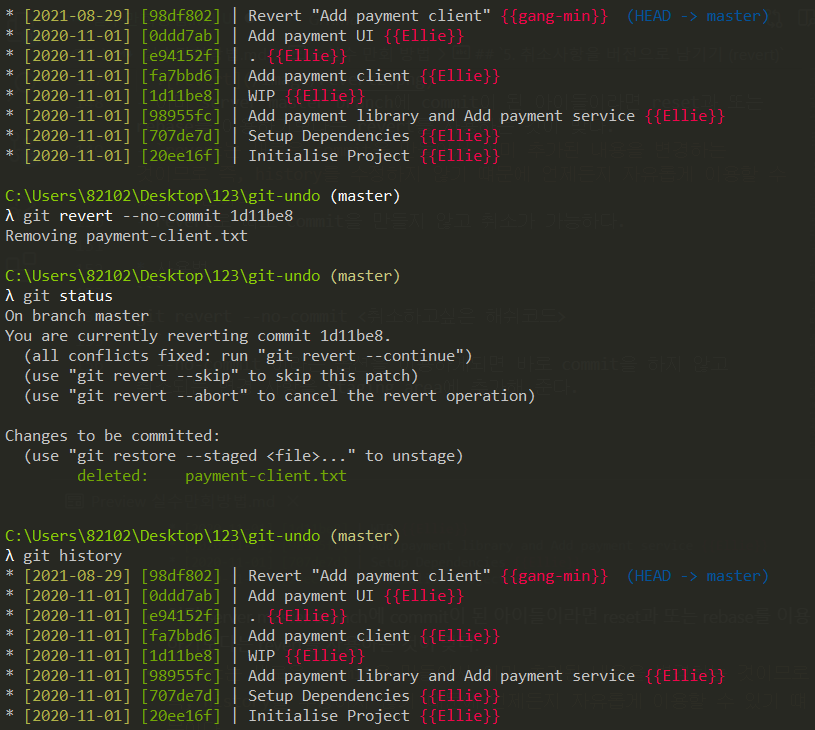 * [2021-08-29] [98df802] | Revert "Add payment client" {{gang-min}}  (HEAD -> master)
* [2020-11-01] [0ddd7ab] | Add payment UI {{Ellie}}
* [2020-11-01] [e94152f] | . {{Ellie}}
* [2020-11-01] [fa7bbd6] | Add payment client {{Ellie}}
* [2020-11-01] [1d11be8] | WIP {{Ellie}}
* [2020-11-01] [98955fc] | Add payment library and Add payment service {{Ellie}}
* [2020-11-01] [707de7d] | Setup Dependencies {{Ellie}}
* [2020-11-01] [20ee16f] | Initialise Project {{Ellie}}
C:\Users\82102\Desktop\123\git-undo (master)
λ git revert --no-commit 1d11be8
Removing payment-client.txt
C:\Users\82102\Desktop\123\git-undo (master)
λ git status
On branch master
You are currently reverting commit 1d11be8.
  (all conflicts fixed: run "git revert --continue")
  (use "git revert --skip" to skip this patch)
  (use "git revert --abort" to cancel the revert operation)
Changes to be committed:
  (use "git restore --staged <file>..." to unstage)
        deleted:    payment-client.txt
C:\Users\82102\Desktop\123\git-undo (master)
λ git history
* [2021-08-29] [98df802] | Revert "Add payment client" {{gang-min}}  (HEAD -> master)
* [2020-11-01] [0ddd7ab] | Add payment UI {{Ellie}}
* [2020-11-01] [e94152f] | . {{Ellie}}
* [2020-11-01] [fa7bbd6] | Add payment client {{Ellie}}
* [2020-11-01] [1d11be8] | WIP {{Ellie}}
* [2020-11-01] [98955fc] | Add payment library and Add payment service {{Ellie}}
* [2020-11-01] [707de7d] | Setup Dependencies {{Ellie}}
* [2020-11-01] [20ee16f] | Initialise Project {{Ellie}}